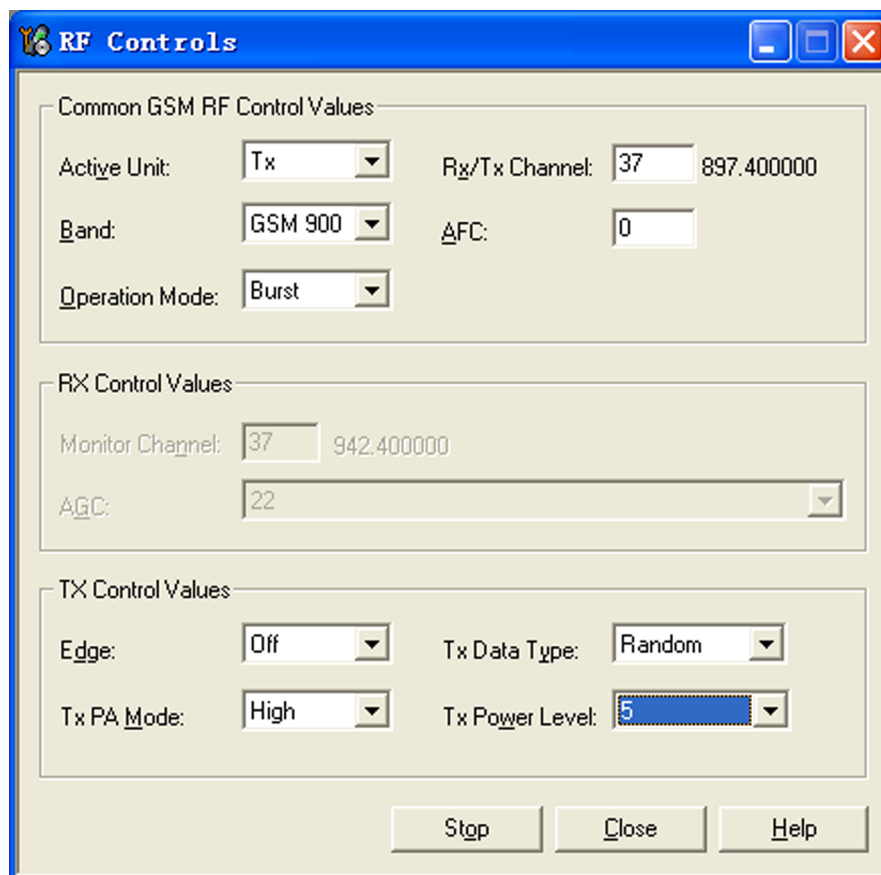 RF Controls
Common GSM RF Control Values
Active Unit: Tx Rx/Tx Channel: 37 897.400000
Band: GSM 900 AFC: 0
Operation Mode: Burst
RX Control Values
Monitor Channel: 37 942.400000
AGC: 22
TX Control Values
Edge: Off Tx Data Type: Random
Tx PA Mode: High Tx Power Level: 5
Stop Close Help